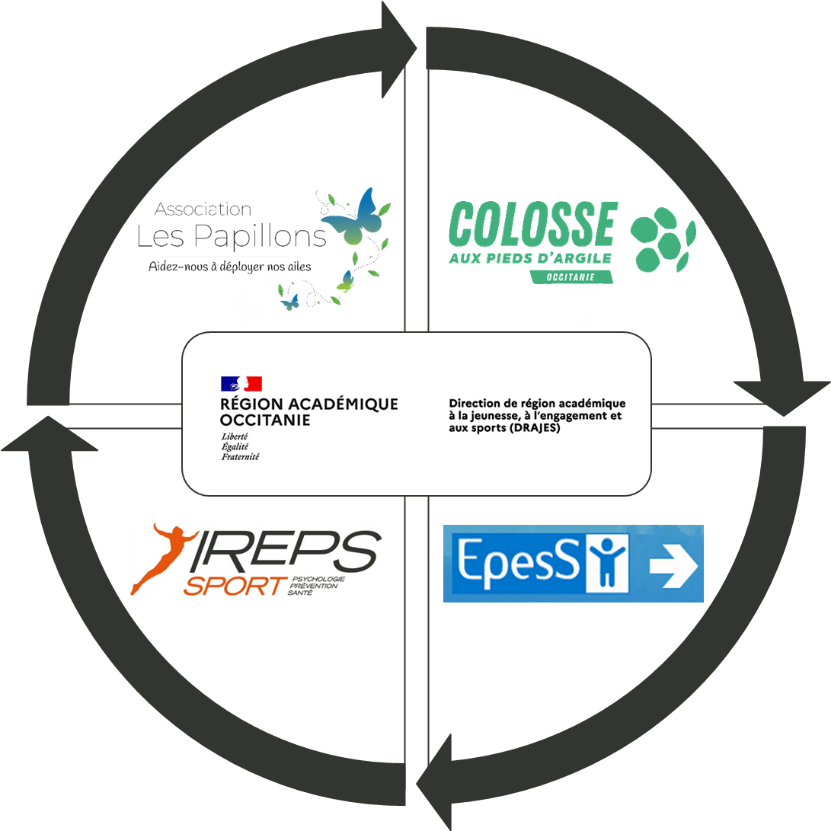 Association
Les Papillons
Aidez-nous à déployer nos ailes
COLOSSE
AUX PIEDS D'ARGILE
OCCITANIE
RÉGION ACADÉMIQUE
OCCITANIE
Liberté
Égalité
Fraternité
Direction de région académique
à la jeunesse, à l'engagement et
aux sports (DRAJES)
IREPS
SPORT
PSYCHOLOGIE
PRÉVENTION
SANTÉ
EpesS